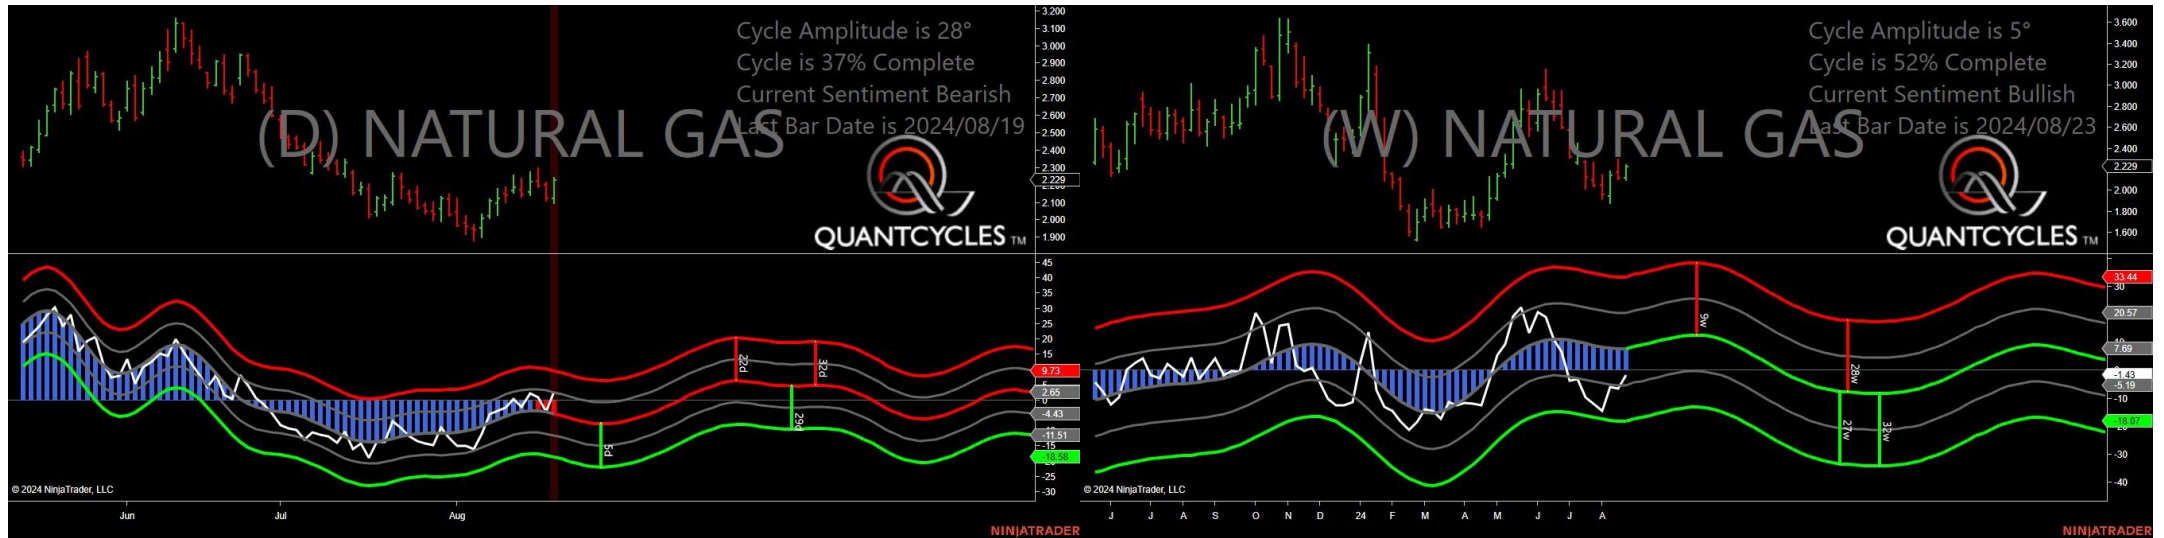 Cycle Amplitude is 28°
Cycle is 37% Complete
Current Sentiment Bearish
Last Bar Date is 2024/08/19
(D) NATURAL GAS
QUANTCYCLES TM
3.200
3.100
3.000
2.900
2.800
2.700
2.600
2.500
2.400
2.300
2.229
2.100
2.000
1.900
45
40
35
30
25
20
15
9.73
2.65
0
-4.43
-11.51
-15
-18.58
-25
-30
22d
32d
29d
5d
© 2024 NinjaTrader, LLC
Jun
Jul
Aug
NINJATRADER
Cycle Amplitude is 5°
Cycle is 52% Complete
Current Sentiment Bullish
Last Bar Date is 2024/08/23
(W) NATURAL GAS
QUANTCYCLES TM
3.600
3.400
3.200
3.000
2.800
2.600
2.400
2.229
2.000
1.800
1.600
33.44
30
20.57
7.69
-1.43
-5.19
-10
-18.07
-30
-40
9w
28w
27w
32w
© 2024 NinjaTrader, LLC
J
J
A
S
O
N
D
24
F
M
A
M
J
J
A
NINJATRADER